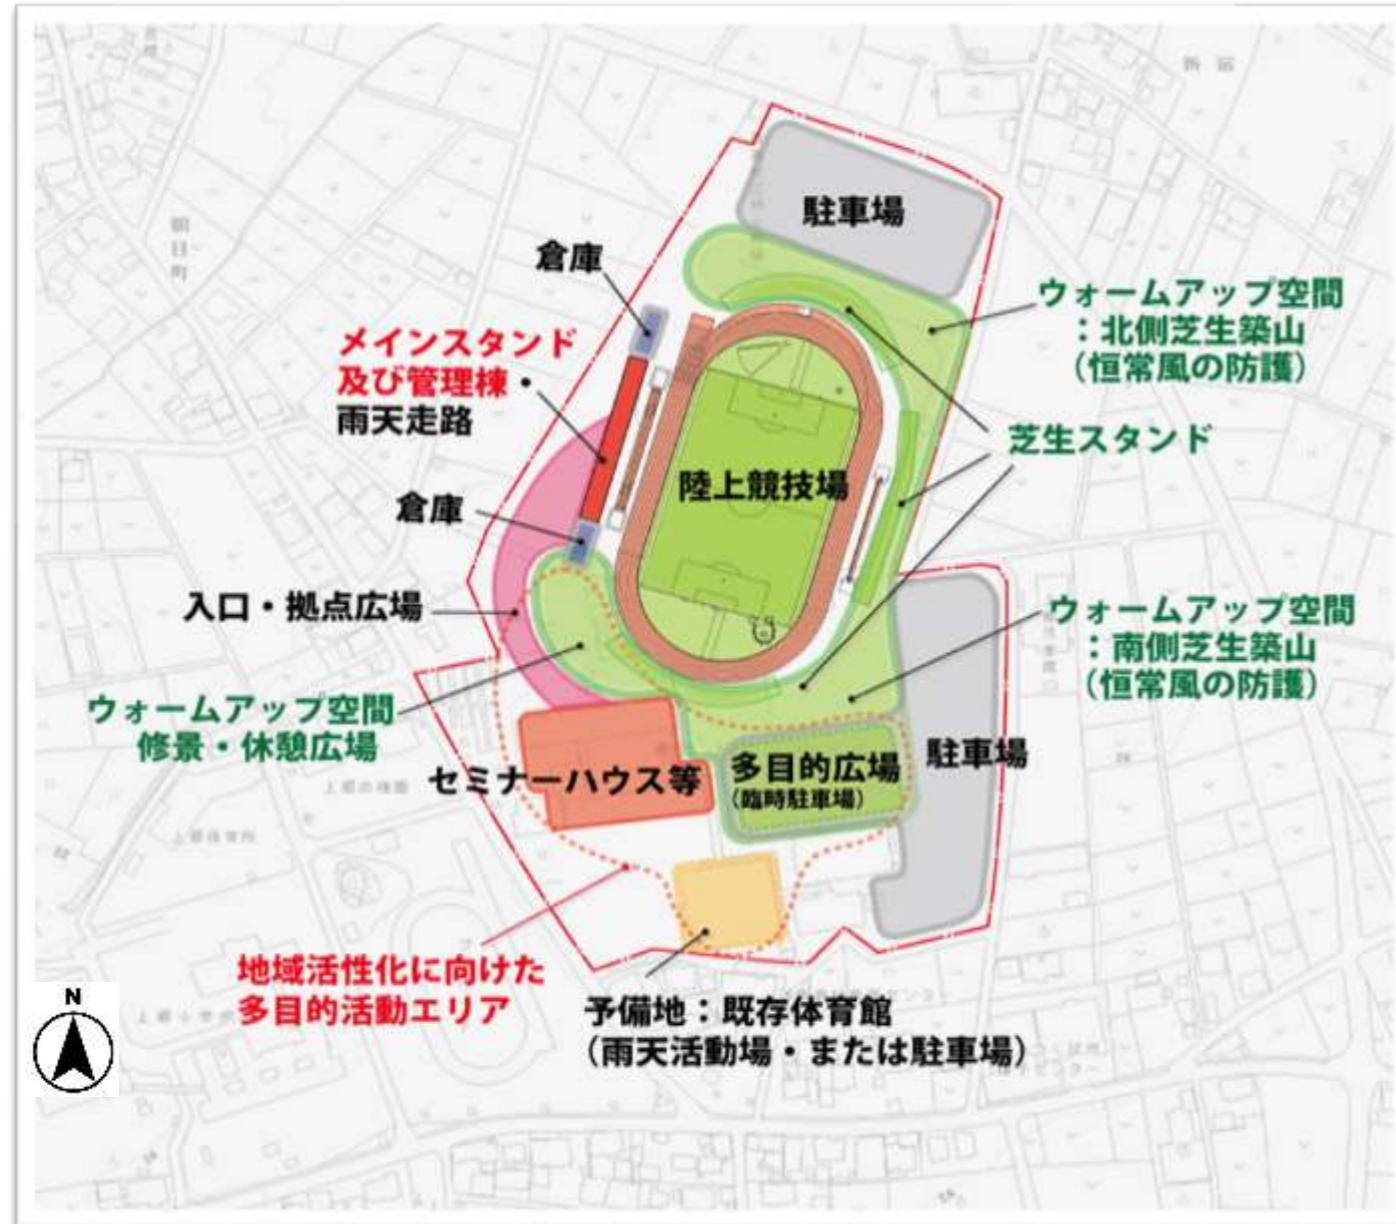 新宿
朝日町
駐車場
倉庫
ウォームアップ空間
：北側芝生築山
（恒常風の防護）
メインスタンド
及び管理棟・
雨天走路
芝生スタンド
陸上競技場
倉庫
入口・拠点広場
ウォームアップ空間
：南側芝生築山
（恒常風の防護）
ウォームアップ空間
修景・休憩広場
駐車場
多目的広場
（臨時駐車場）
セミナーハウス等
地域活性化に向けた
多目的活動エリア
予備地：既存体育館
（雨天活動場・または駐車場）
N